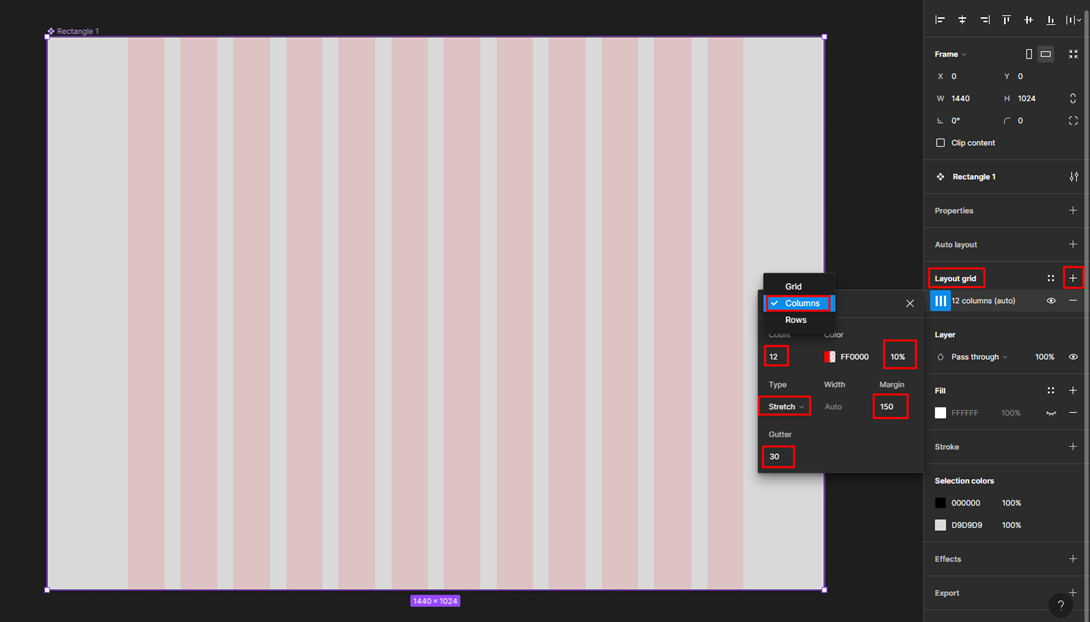 Rectangle 1
1440 × 1024
Grid
Columns
Rows
Count
Color
12
FF0000
10%
Type
Width
Margin
Stretch
Auto
150
Gutter
30
Frame
X 0
Y 0
W 1440
H 1024
0°
0
Clip content
Rectangle 1
Properties
Auto layout
Layout grid
12 columns (auto)
Layer
Pass through
100%
Fill
FFFFFF
100%
Stroke
Selection colors
000000
100%
D9D9D9
100%
Effects
Export
?